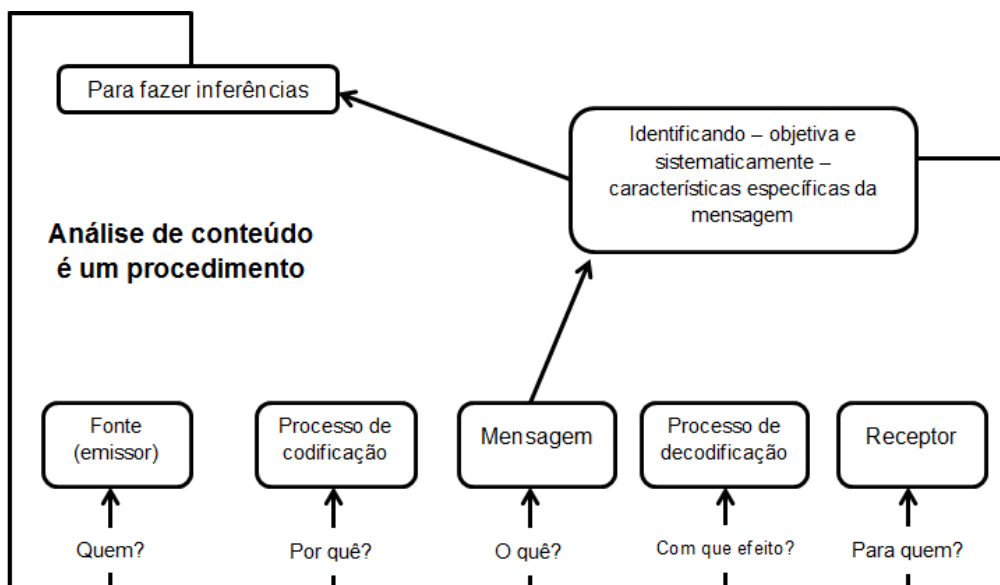 Para fazer inferências
Identificando – objetiva e
sistematicamente –
características específicas da
mensagem
Análise de conteúdo
é um procedimento
Fonte
(emissor)
Processo de
codificação
Mensagem
Processo de
decodificação
Receptor
Quem?
Por quê?
O quê?
Com que efeito?
Para quem?